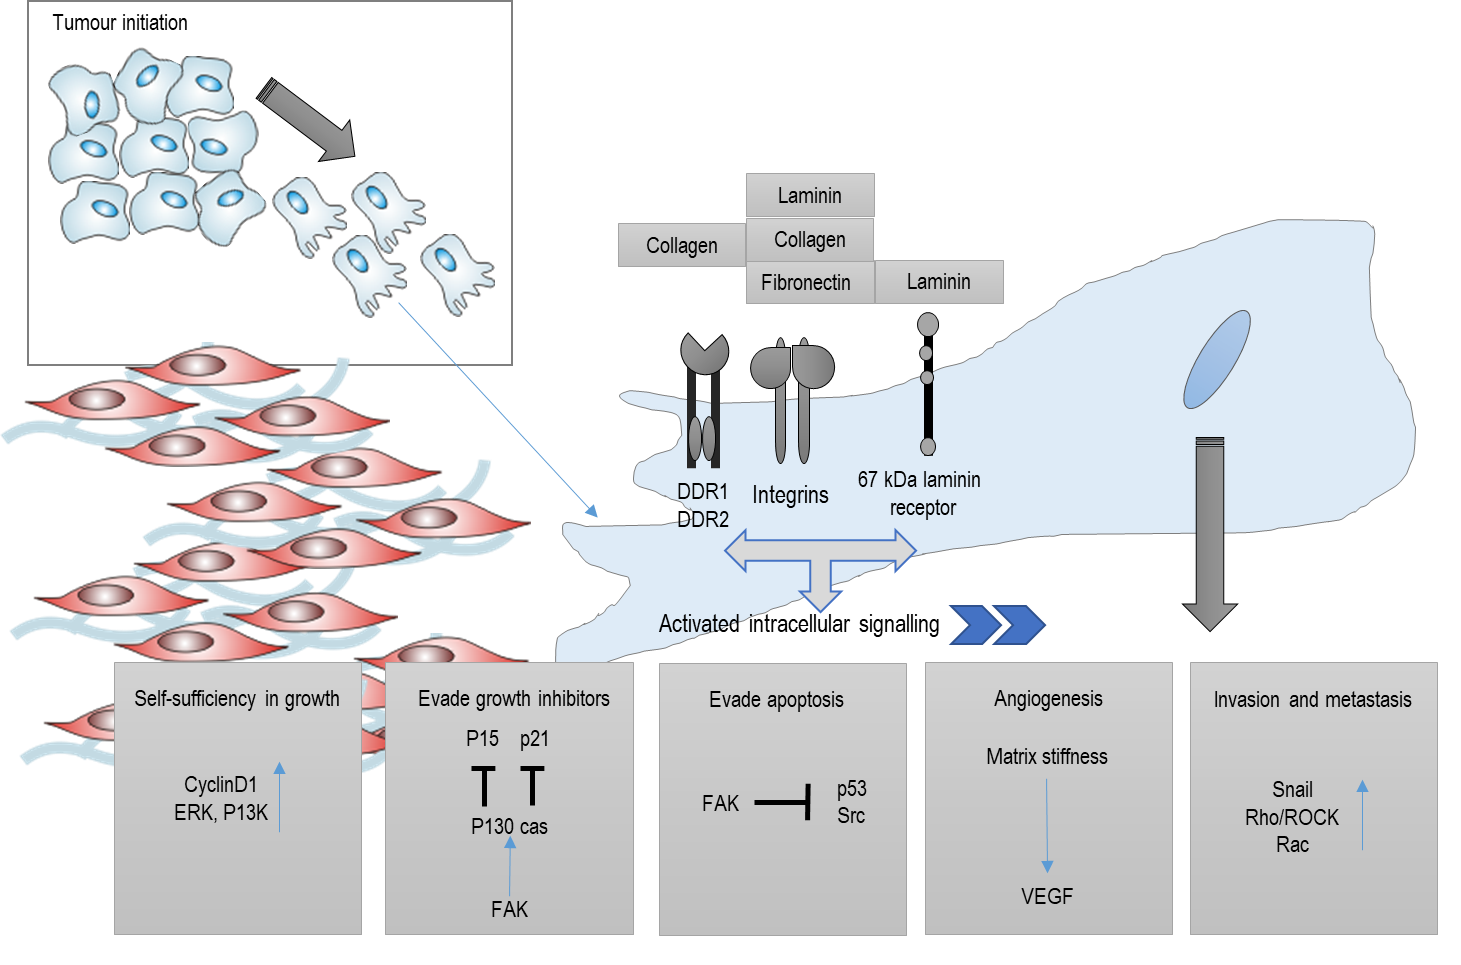 Tumour initiation
Laminin
Collagen
Collagen
Fibronectin
Laminin
DDR1
DDR2
Integrins
67 kDa laminin
receptor
Activated intracellular signalling
Self-sufficiency in growth
CyclinD1
ERK, P13K
Evade growth inhibitors
P15 p21
P130 cas
FAK
Evade apoptosis
FAK
p53
Src
Angiogenesis
Matrix stiffness
VEGF
Invasion and metastasis
Snail
Rho/ROCK
Rac